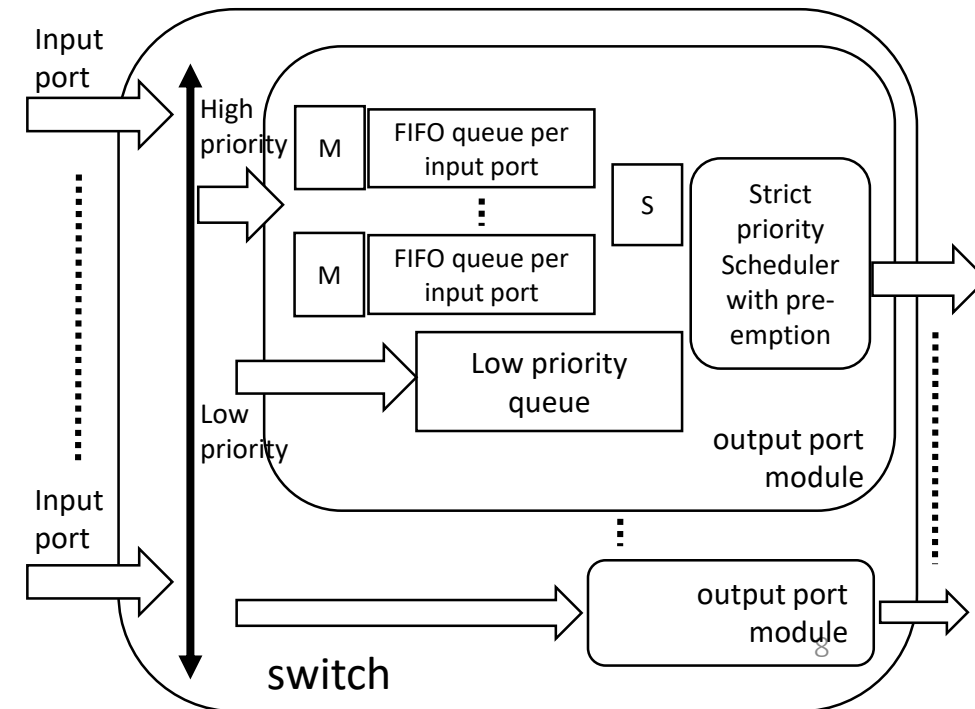 Input
port
High
priority
M
FIFO queue per
input port
M
FIFO queue per
input port
S
Strict
priority
Scheduler
with pre-
emption
Low priority
queue
Low
priority
output port
module
Input
port
output port
module
8
switch